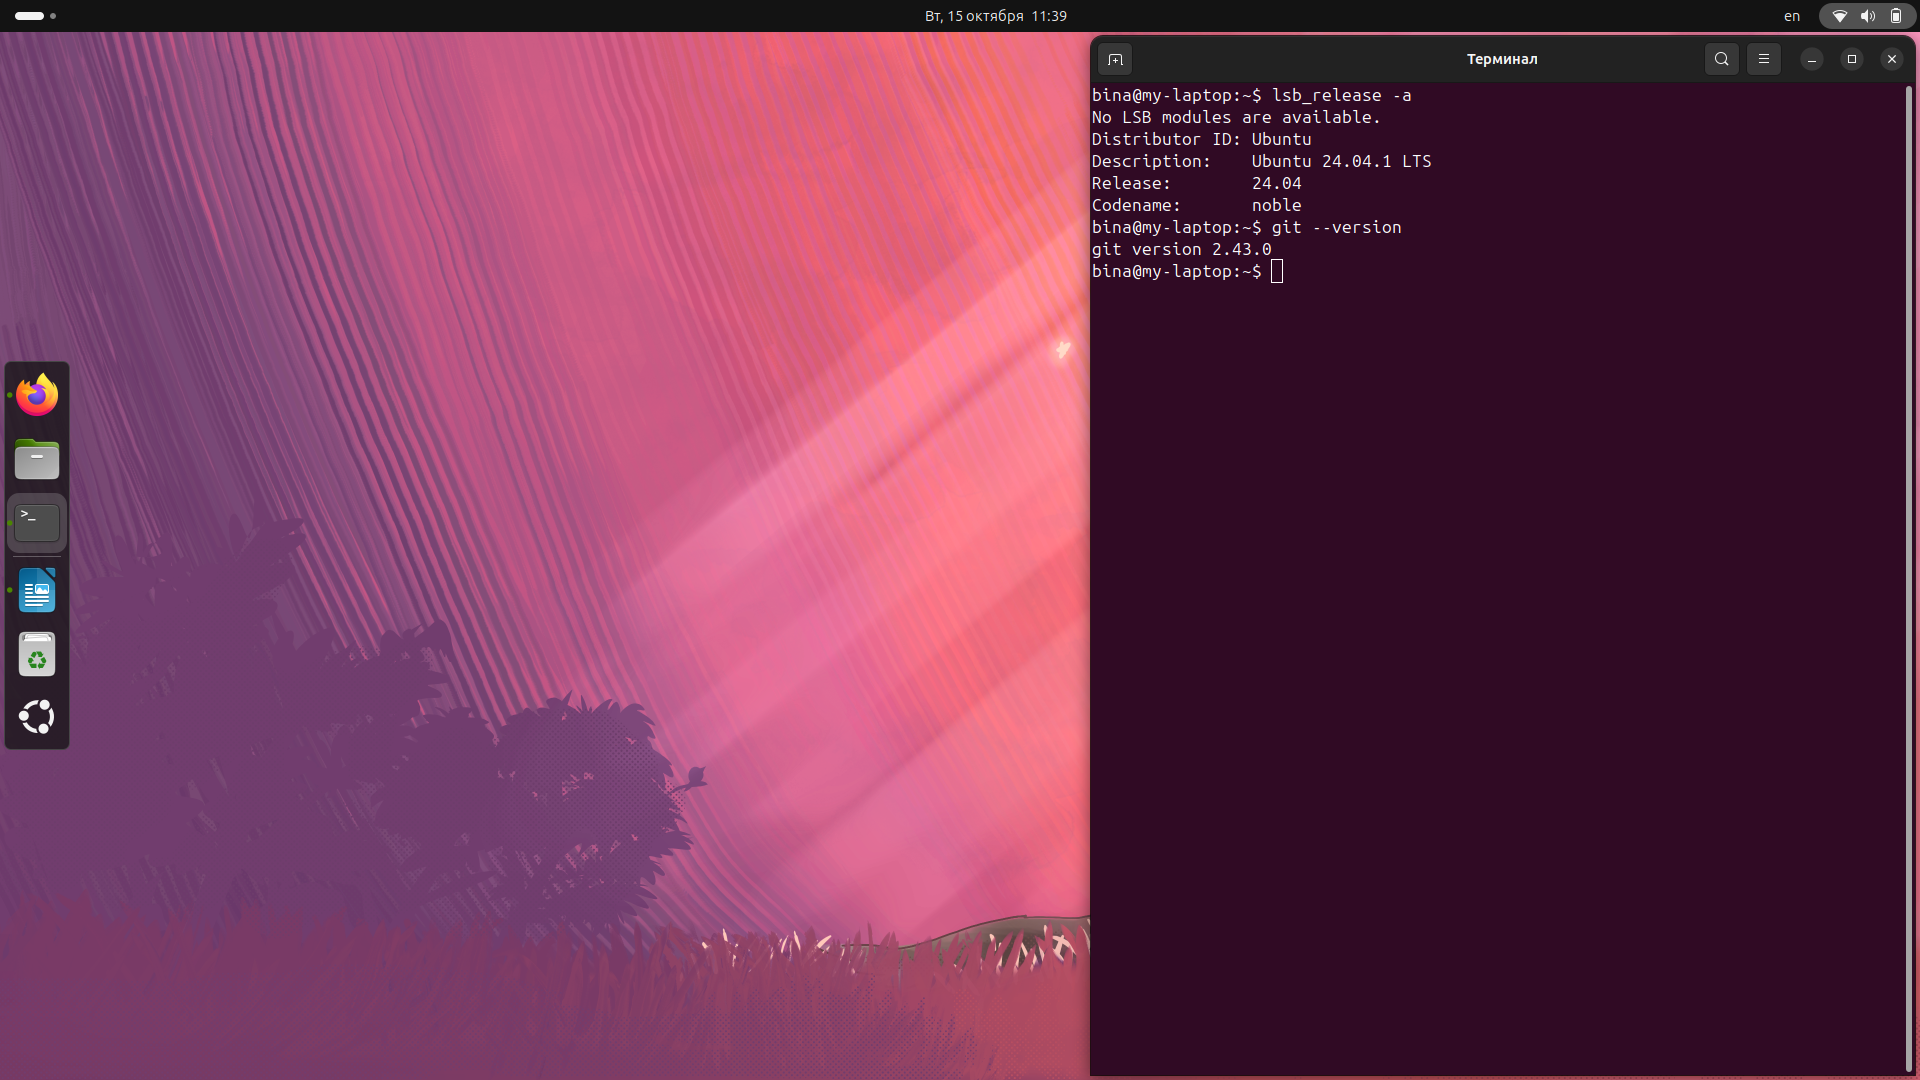 Вт, 15 октября 11:39
en
Терминал
bina@my-laptop:~$ lsb_release -a
No LSB modules are available.
Distributor ID: Ubuntu
Description:    Ubuntu 24.04.1 LTS
Release:        24.04
Codename:       noble
bina@my-laptop:~$ git --version
git version 2.43.0
bina@my-laptop:~$